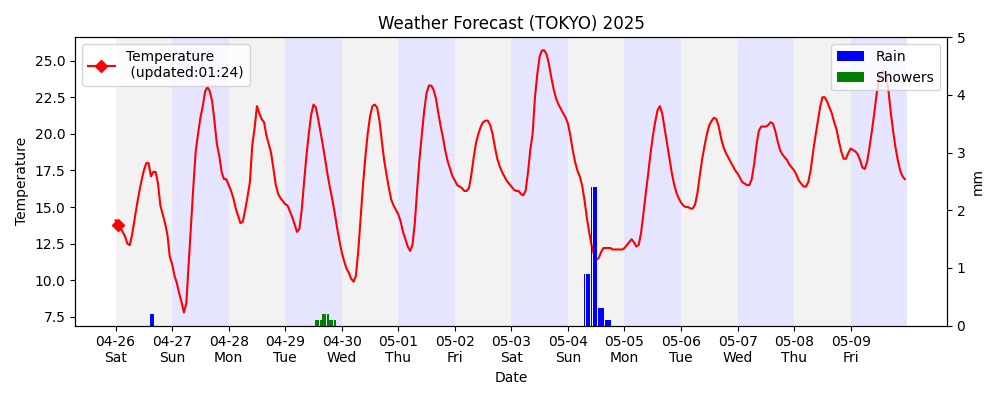 Weather Forecast (TOKYO) 2025
Temperature
(updated:01:24)
Rain
Showers
Temperature
25.0
22.5
20.0
17.5
15.0
12.5
10.0
7.5
5
4
3
2
1
0
mm
04-26 04-27 04-28 04-29 04-30 05-01 05-02 05-03 05-04 05-05 05-06 05-07 05-08 05-09
Sat Sun Mon Tue Wed Thu Fri Sat Sun Mon Tue Wed Thu Fri
Date